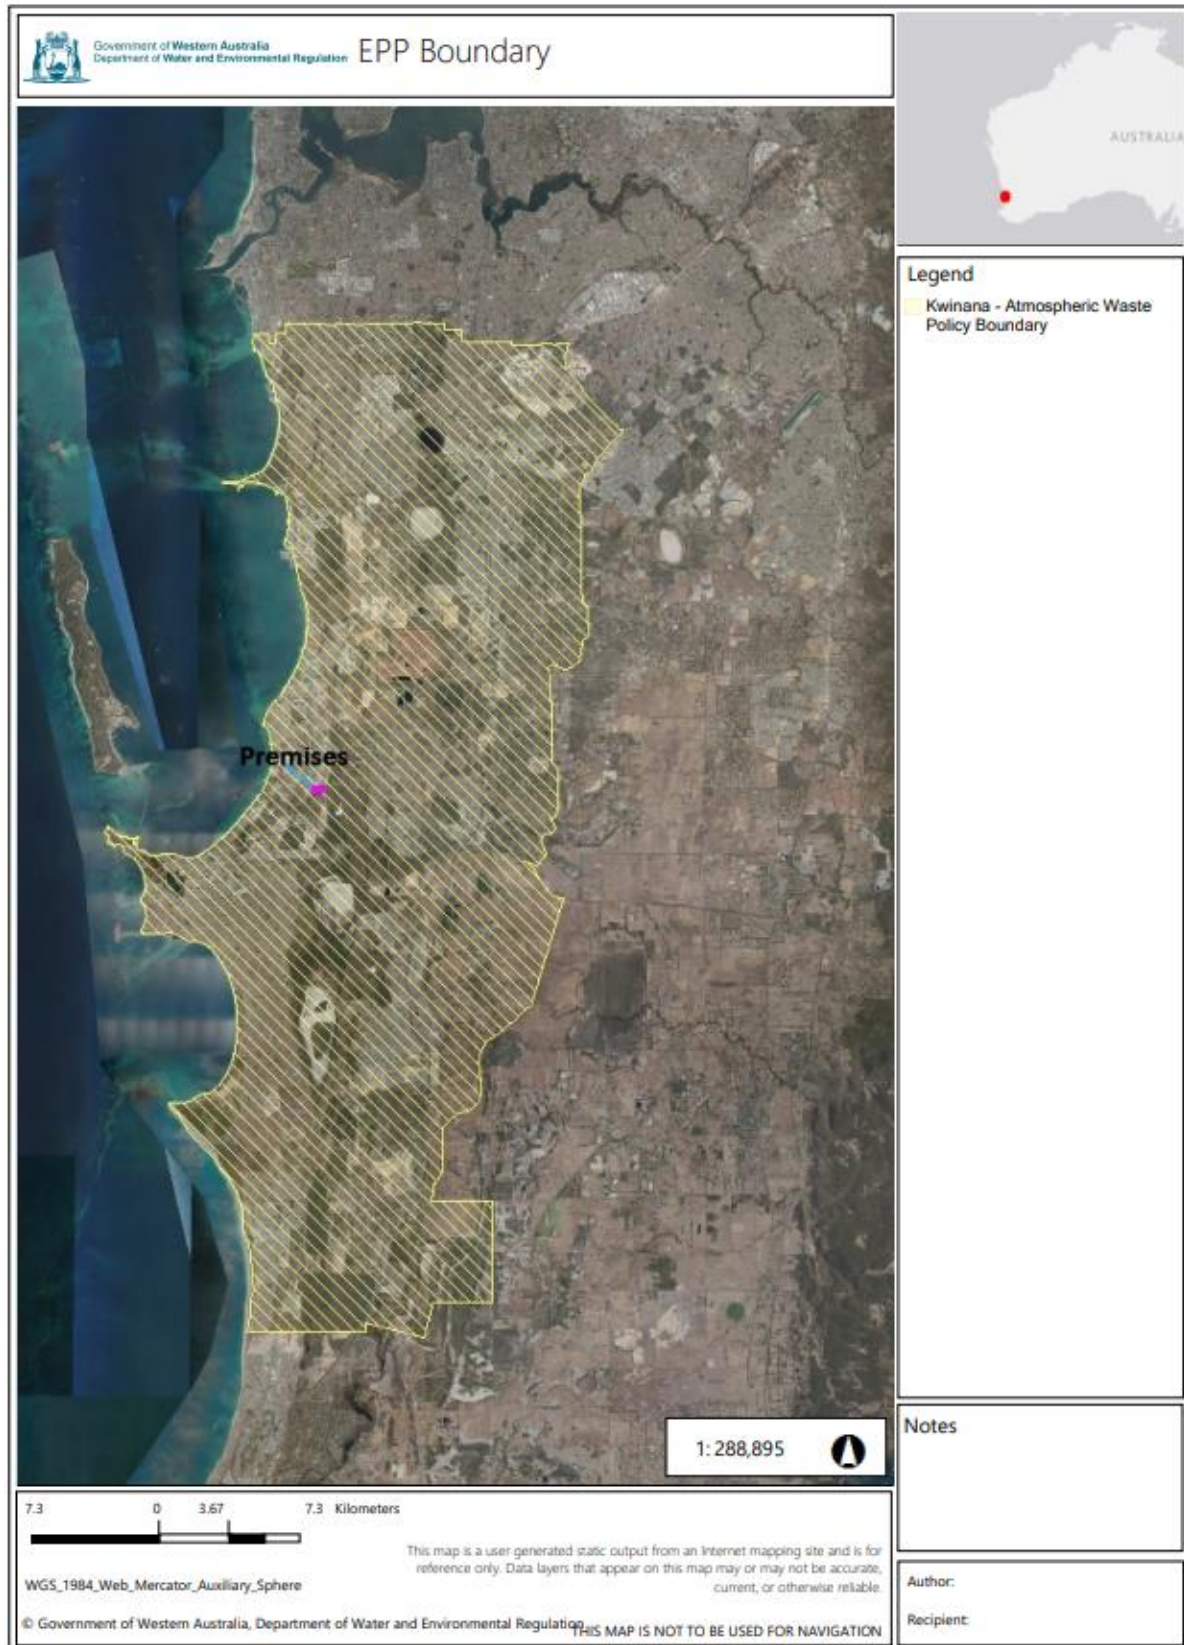 Government of Western Australia
Department of Water and Environmental Regulation
EPP Boundary
AUSTRALIA
Legend
Kwinana - Atmospheric Waste
Policy Boundary
Premises
1: 288,895
Notes
7.3 0 3.67 7.3 Kilometers
This map is a user generated static output from an Internet mapping site and is for
reference only. Data layers that appear on this map may or may not be accurate,
current, or otherwise reliable.
WGS_1984_Web_Mercator_Auxiliary_Sphere
© Government of Western Australia, Department of Water and Environmental Regulation
THIS MAP IS NOT TO BE USED FOR NAVIGATION
Author:
Recipient: